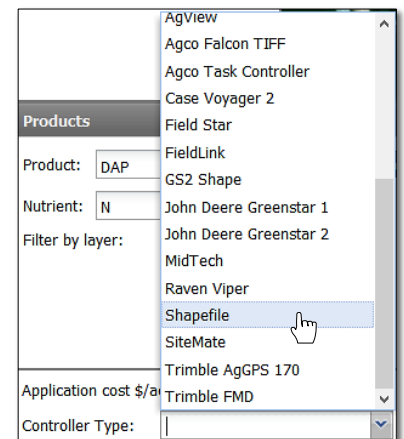 AgView
Agco Falcon TIFF
Agco Task Controller
Case Voyager 2
Products
Field Star
FieldLink
Product: DAP
GS2 Shape
Nutrient: N
John Deere Greenstar 1
Filter by layer:
John Deere Greenstar 2
MidTech
Raven Viper
Shapefile
SiteMate
Trimble AgGPS 170
Application cost $/a
Trimble FMD
Controller Type: